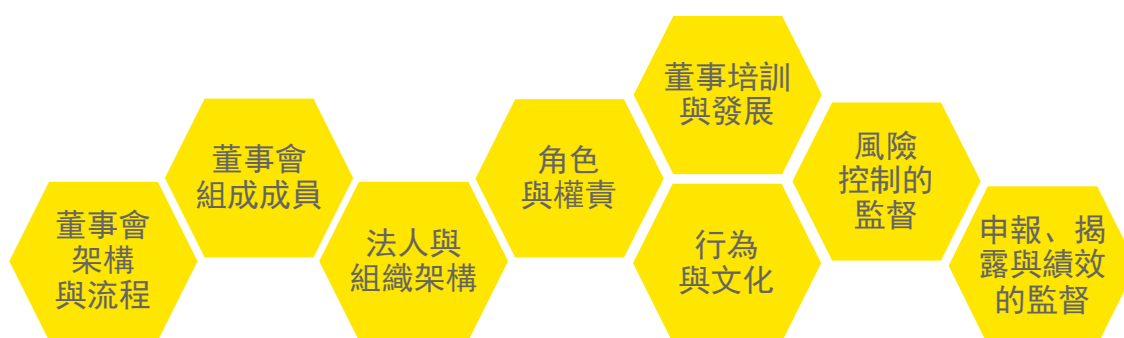 董事會
架構
與流程
董事會
組成成員
法人與
組織架構
角色
與權責
董事培訓
與發展
行為
與文化
風險
控制的
監督
申報、揭
露與績效
的監督